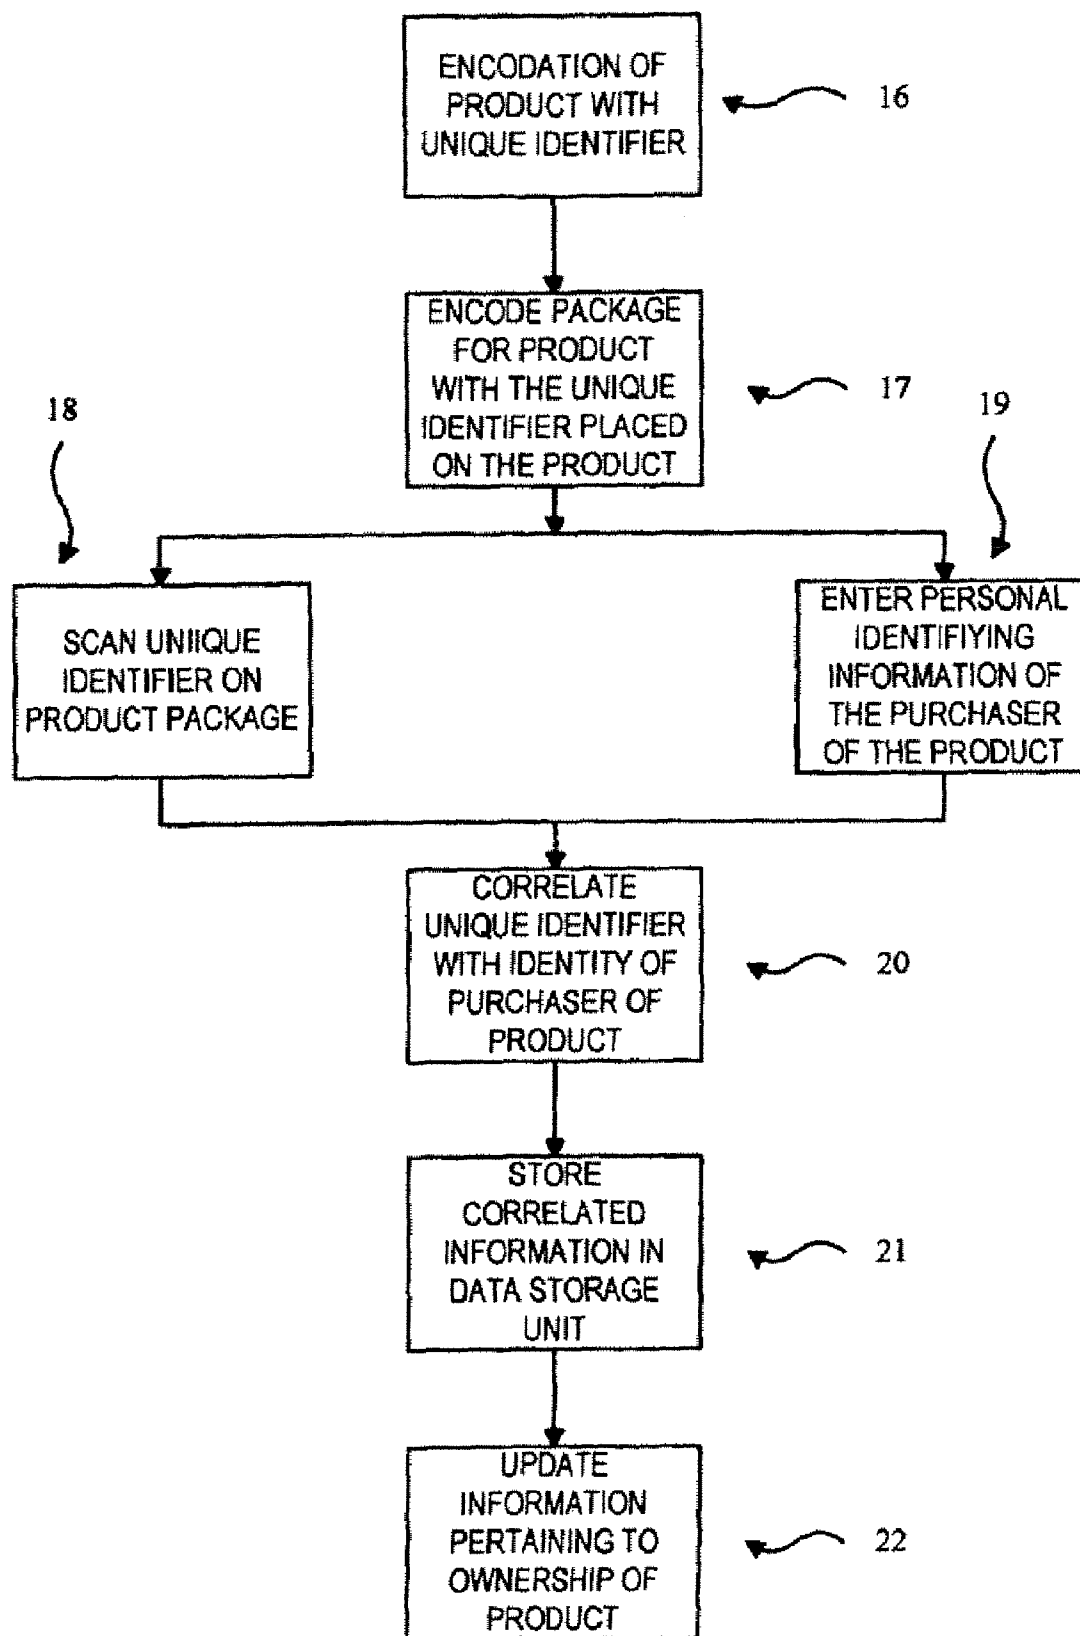 ENCODATION OF
PRODUCT WITH
UNIQUE IDENTIFIER
16
ENCODE PACKAGE
FOR PRODUCT
WITH THE UNIQUE
IDENTIFIER PLACED
ON THE PRODUCT
17
18
19
SCAN UNIIQUE
IDENTIFIER ON
PRODUCT PACKAGE
ENTER PERSONAL
IDENTIFIYING
INFORMATION OF
THE PURCHASER
OF THE PRODUCT
CORRELATE
UNIQUE IDENTIFIER
WITH IDENTITY OF
PURCHASER OF
PRODUCT
20
STORE
CORRELATED
INFORMATION IN
DATA STORAGE
UNIT
21
UPDATE
INFORMATION
PERTAINING TO
OWNERSHIP OF
PRODUCT
22